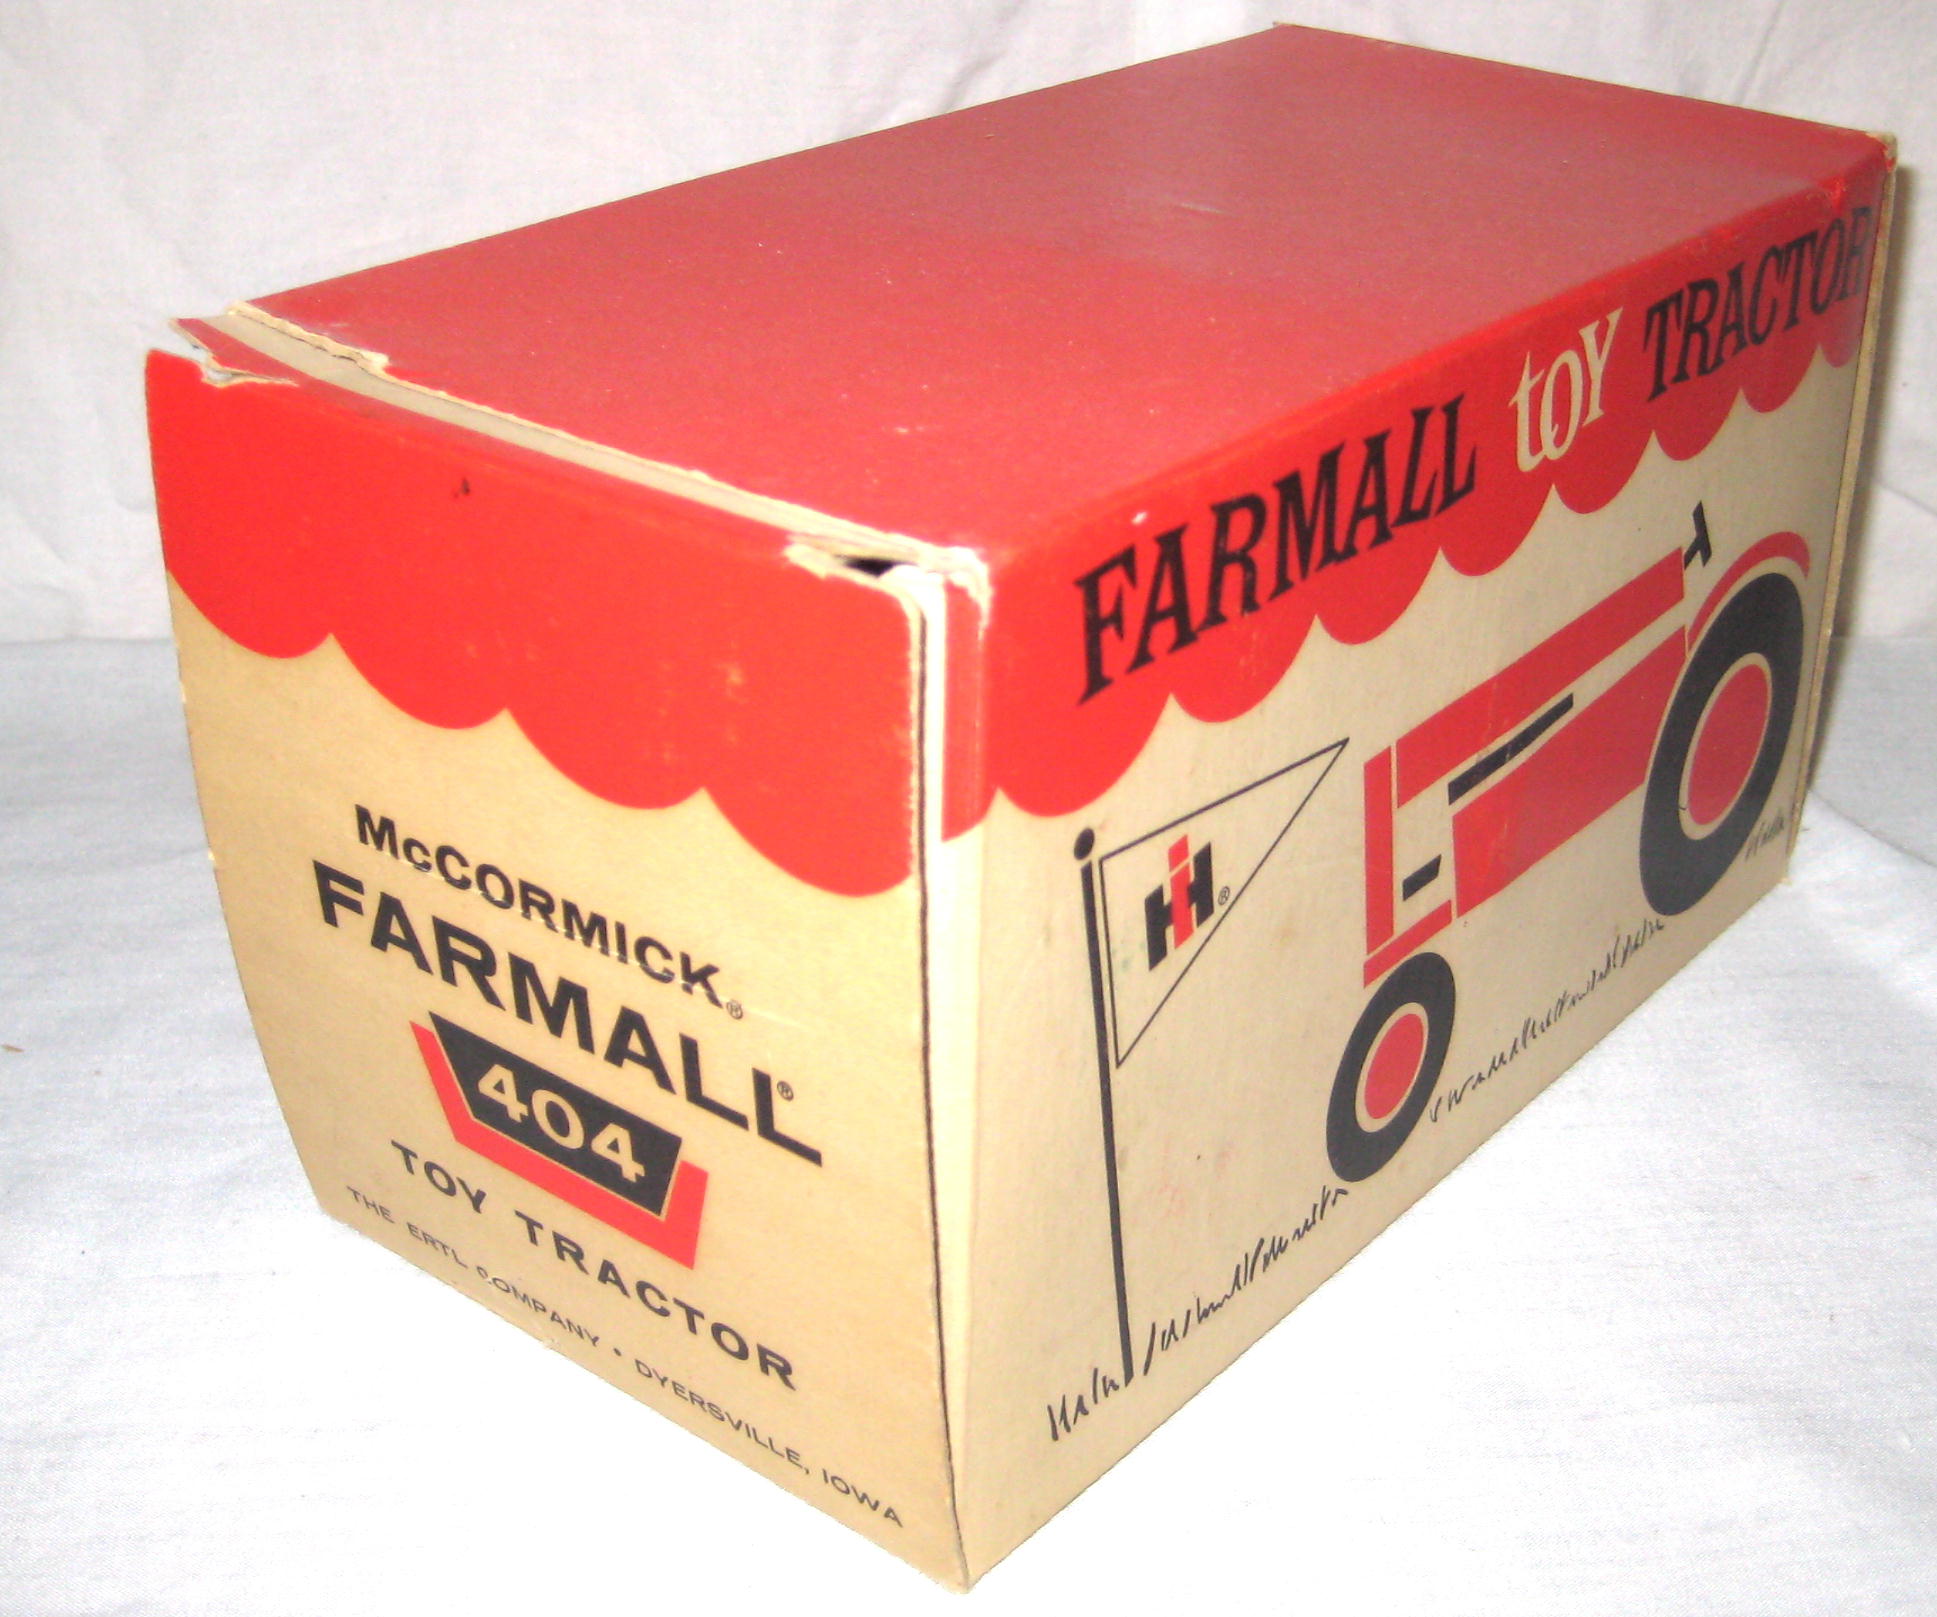 McCORMICK®
FARMALL®
404
TOY TRACTOR
THE ERTL COMPANY • DYERSVILLE, IOWA
FARMALL toY TRACTOR
IH®